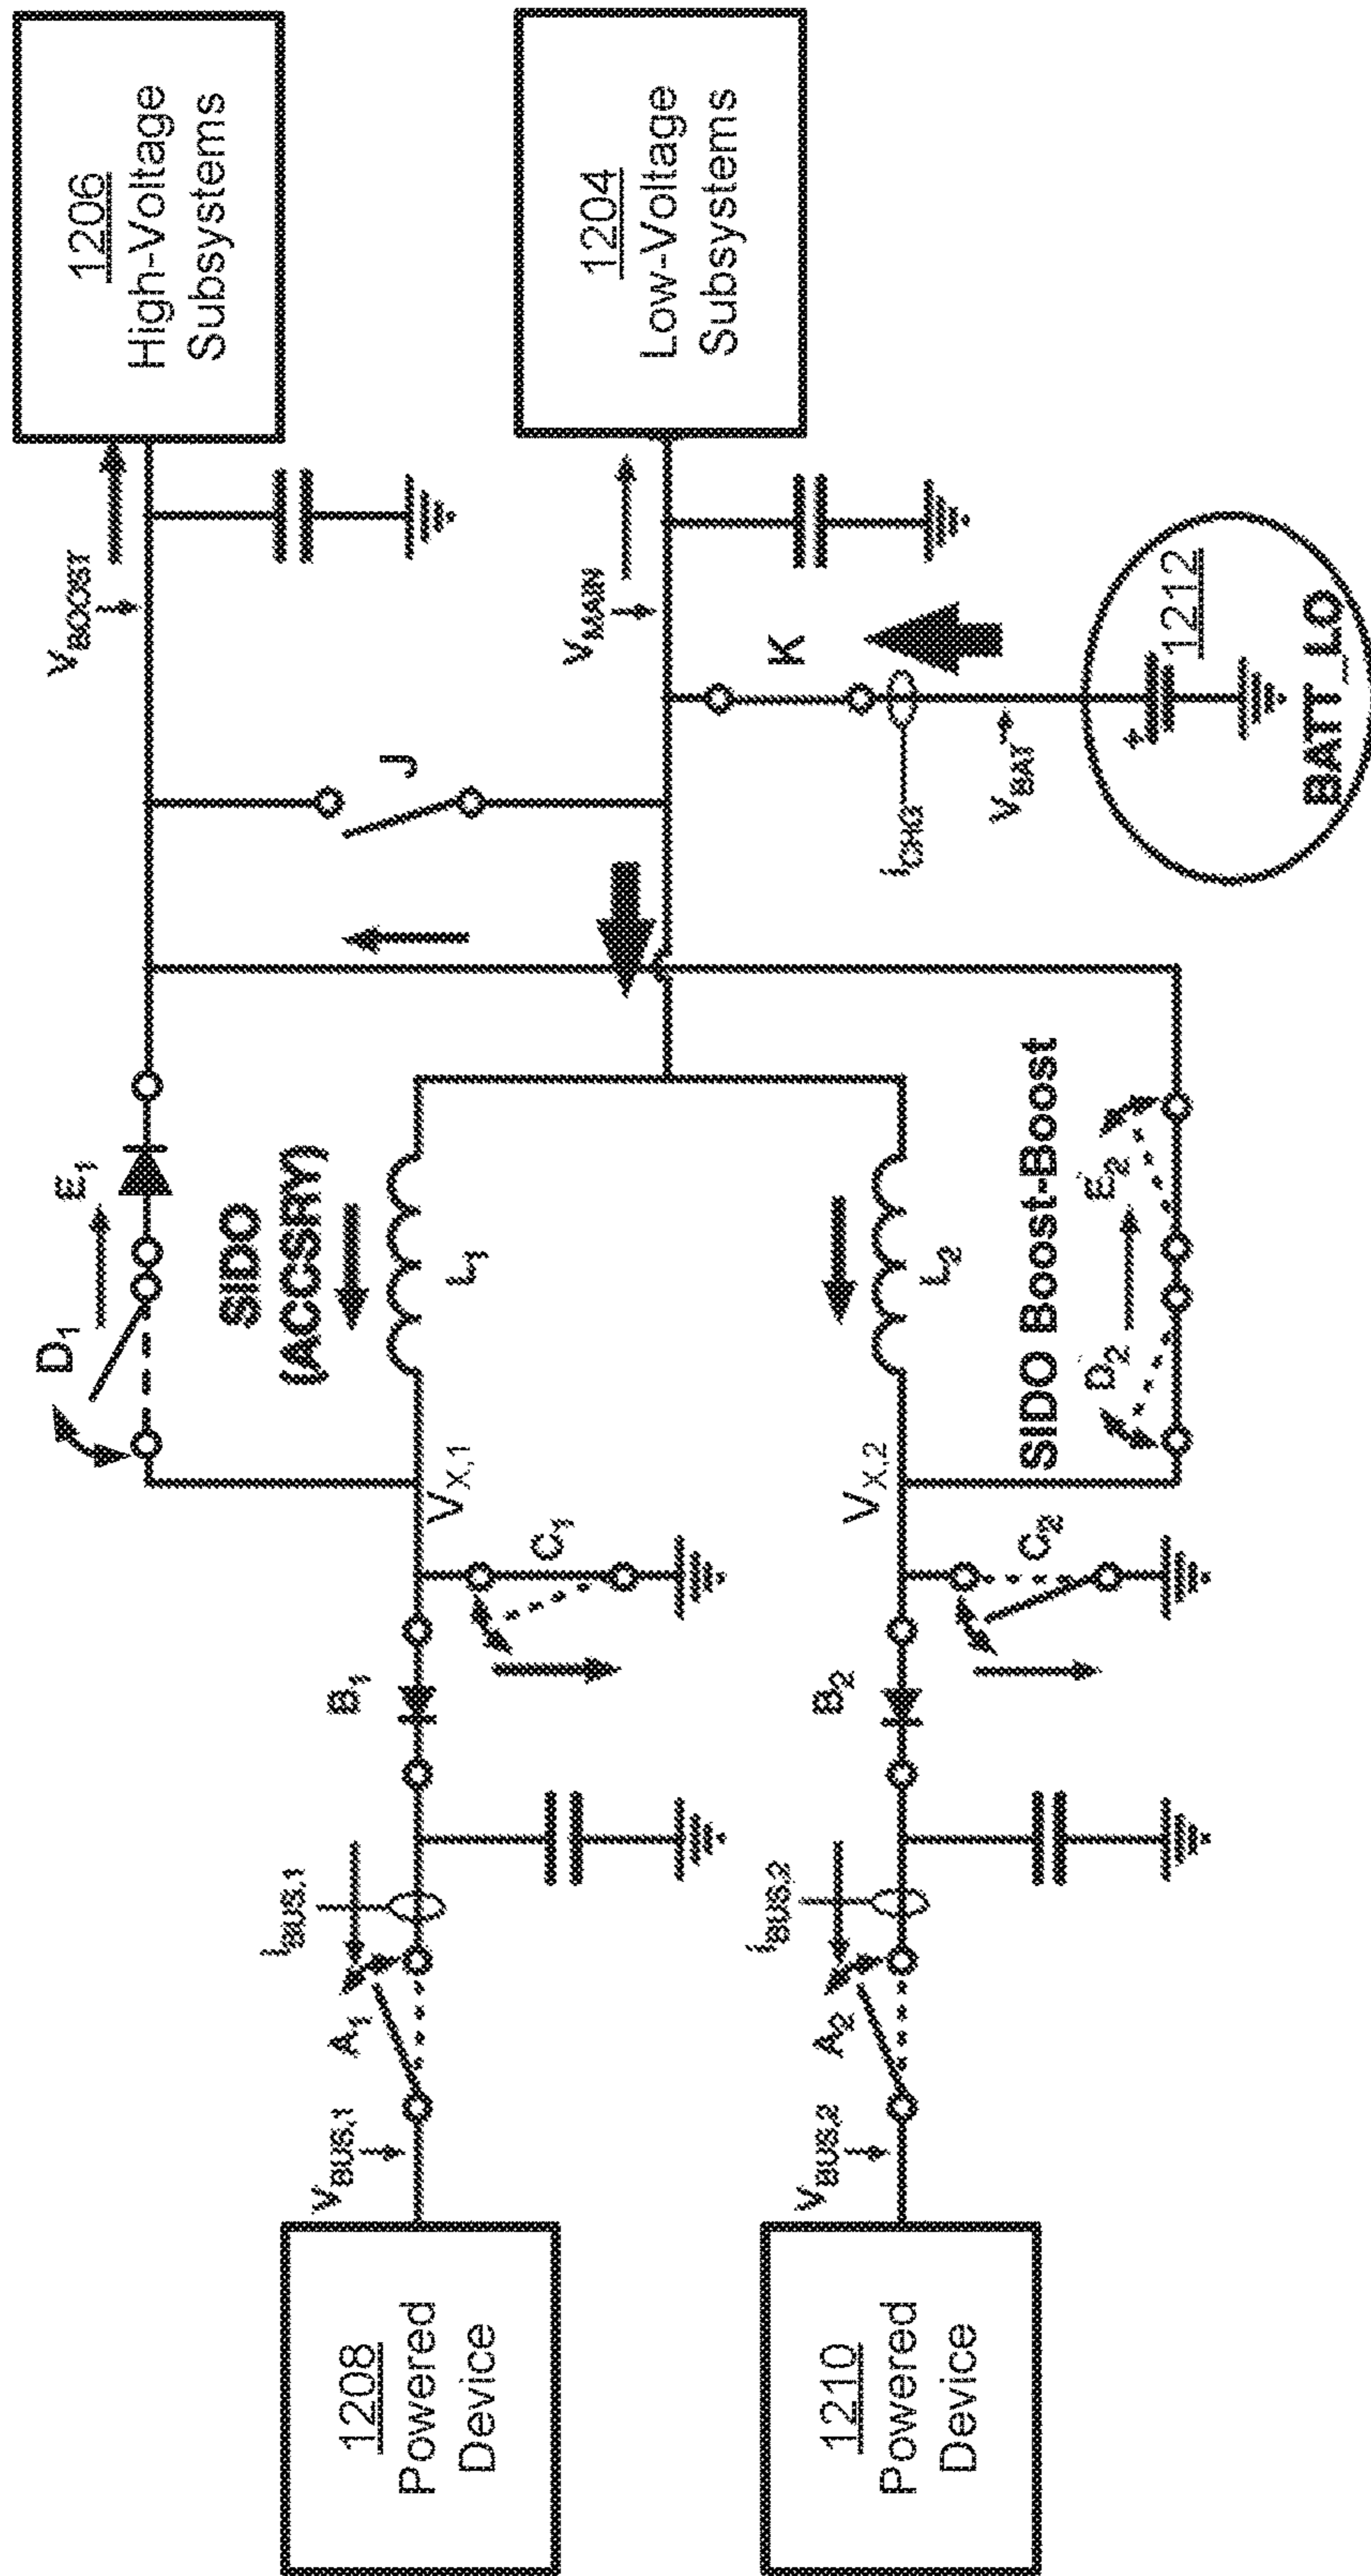 1208
Powered
Device
1210
Powered
Device
V_BUS,1
A₁
I_BUS,1
B₁
C₁
V_X,1
D₁
E₁
SIDO
(ACCSRY)
L₁
V_BUS,2
A₂
I_BUS,2
B₂
C₂
V_X,2
L₂
SIDO Boost-Boost
D₂
E₂
J
V_BOOST
1206
High-Voltage
Subsystems
V_MAIN
1204
Low-Voltage
Subsystems
K
I_CHG
V_BAT
1212
BATT_LO